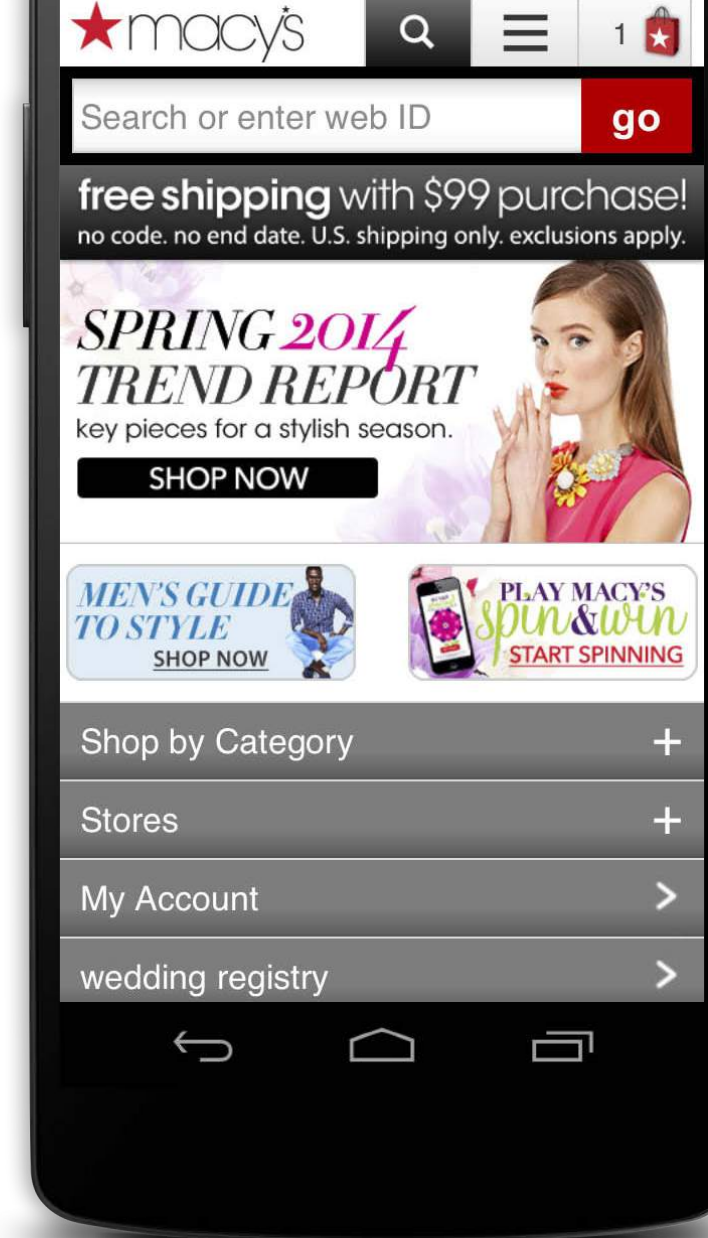 macy's
1
Search or enter web ID
go
free shipping with $99 purchase!
no code. no end date. U.S. shipping only. exclusions apply.
SPRING 2014
TREND REPORT
key pieces for a stylish season.
SHOP NOW
MEN'S GUIDE
TO STYLE
SHOP NOW
PLAY MACY'S
spin&win
START SPINNING
Shop by Category
+
Stores
+
My Account
>
wedding registry
>